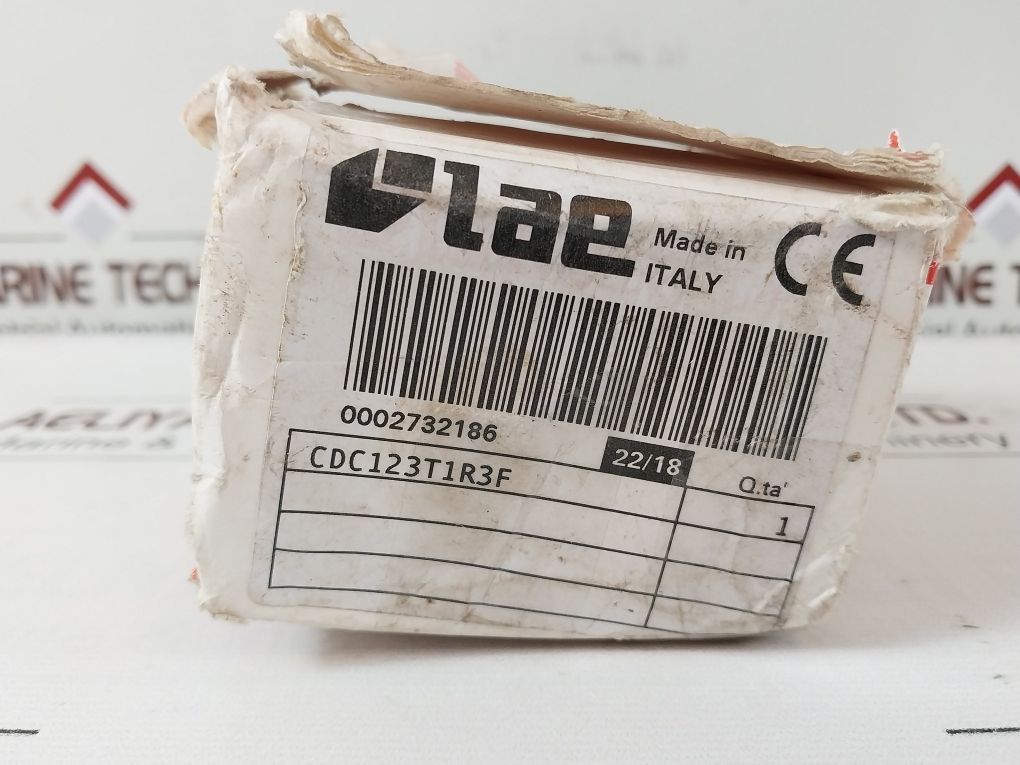 lae
Made in
ITALY
CE
0002732186
22/18
Q.ta'
CDC123T1R3F
1